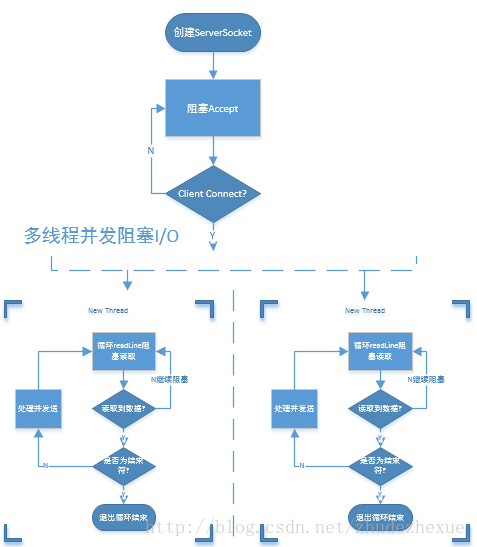 创建ServerSocket
阻塞Accept
N
Client Connect?
Y
多线程并发阻塞I/O
New Thread
循环readLine阻
塞读取
N继续阻塞
处理并发送
读取到数据?
Y
是否为结束
符?
N
Y
退出循环结束
New Thread
循环readLine阻
塞读取
N继续阻塞
处理并发送
读取到数据?
Y
是否为结束
符?
N
Y
退出循环结束
http://blog.csdn.net/zhudezhexue